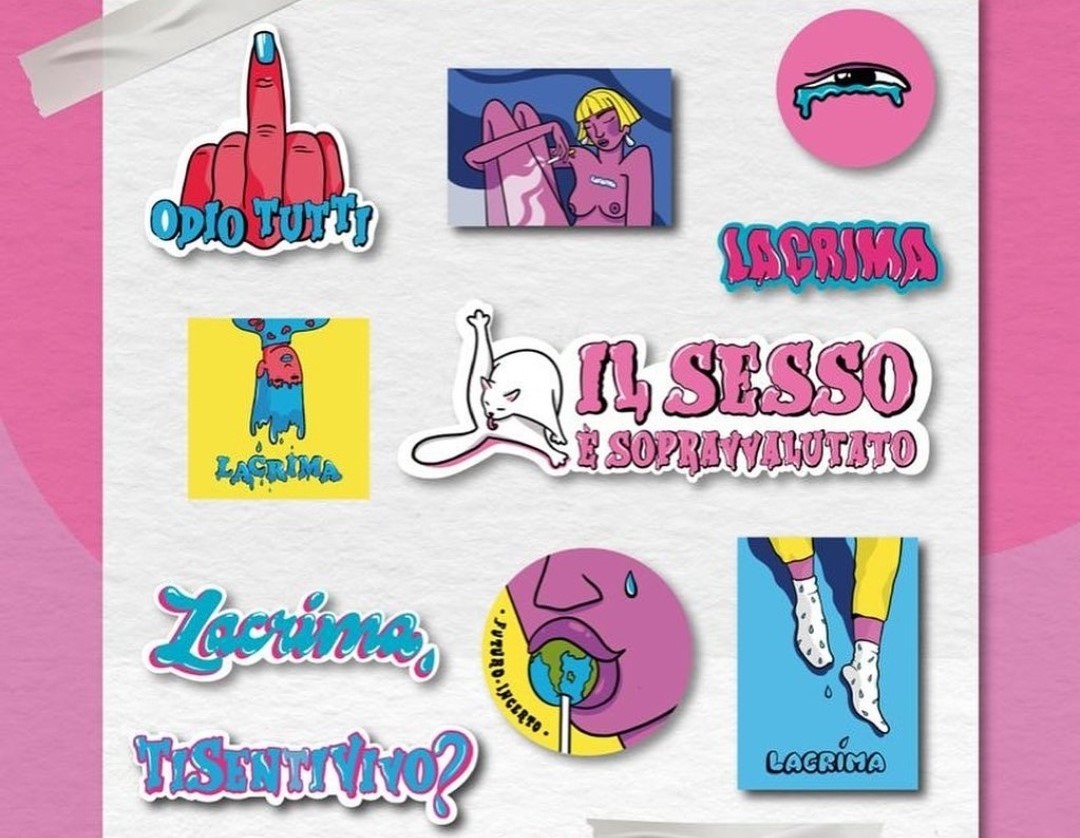 ODIO TUTTI
LACRIMA
LACRIMA
IL SESSO
È SOPRAVVALUTATO
Lacrima,
• FUTURO • INCERTO •
LACRIMA
TISENTIVIVO?